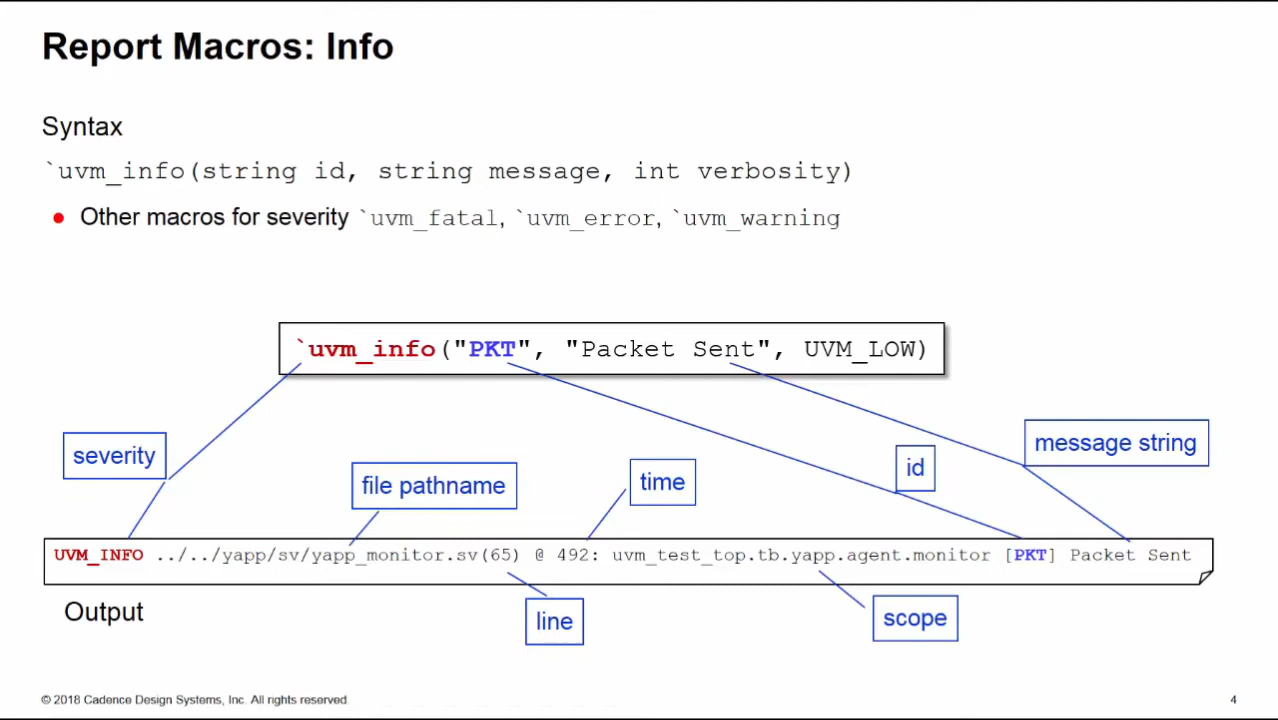 Report Macros: Info
Syntax
`uvm_info(string id, string message, int verbosity)
● Other macros for severity `uvm_fatal, `uvm_error, `uvm_warning
`uvm_info("PKT", "Packet Sent", UVM_LOW)
severity
file pathname
time
id
message string
UVM_INFO ../../yapp/sv/yapp_monitor.sv(65) @ 492: uvm_test_top.tb.yapp.agent.monitor [PKT] Packet Sent
Output
line
scope
© 2018 Cadence Design Systems, Inc. All rights reserved
4